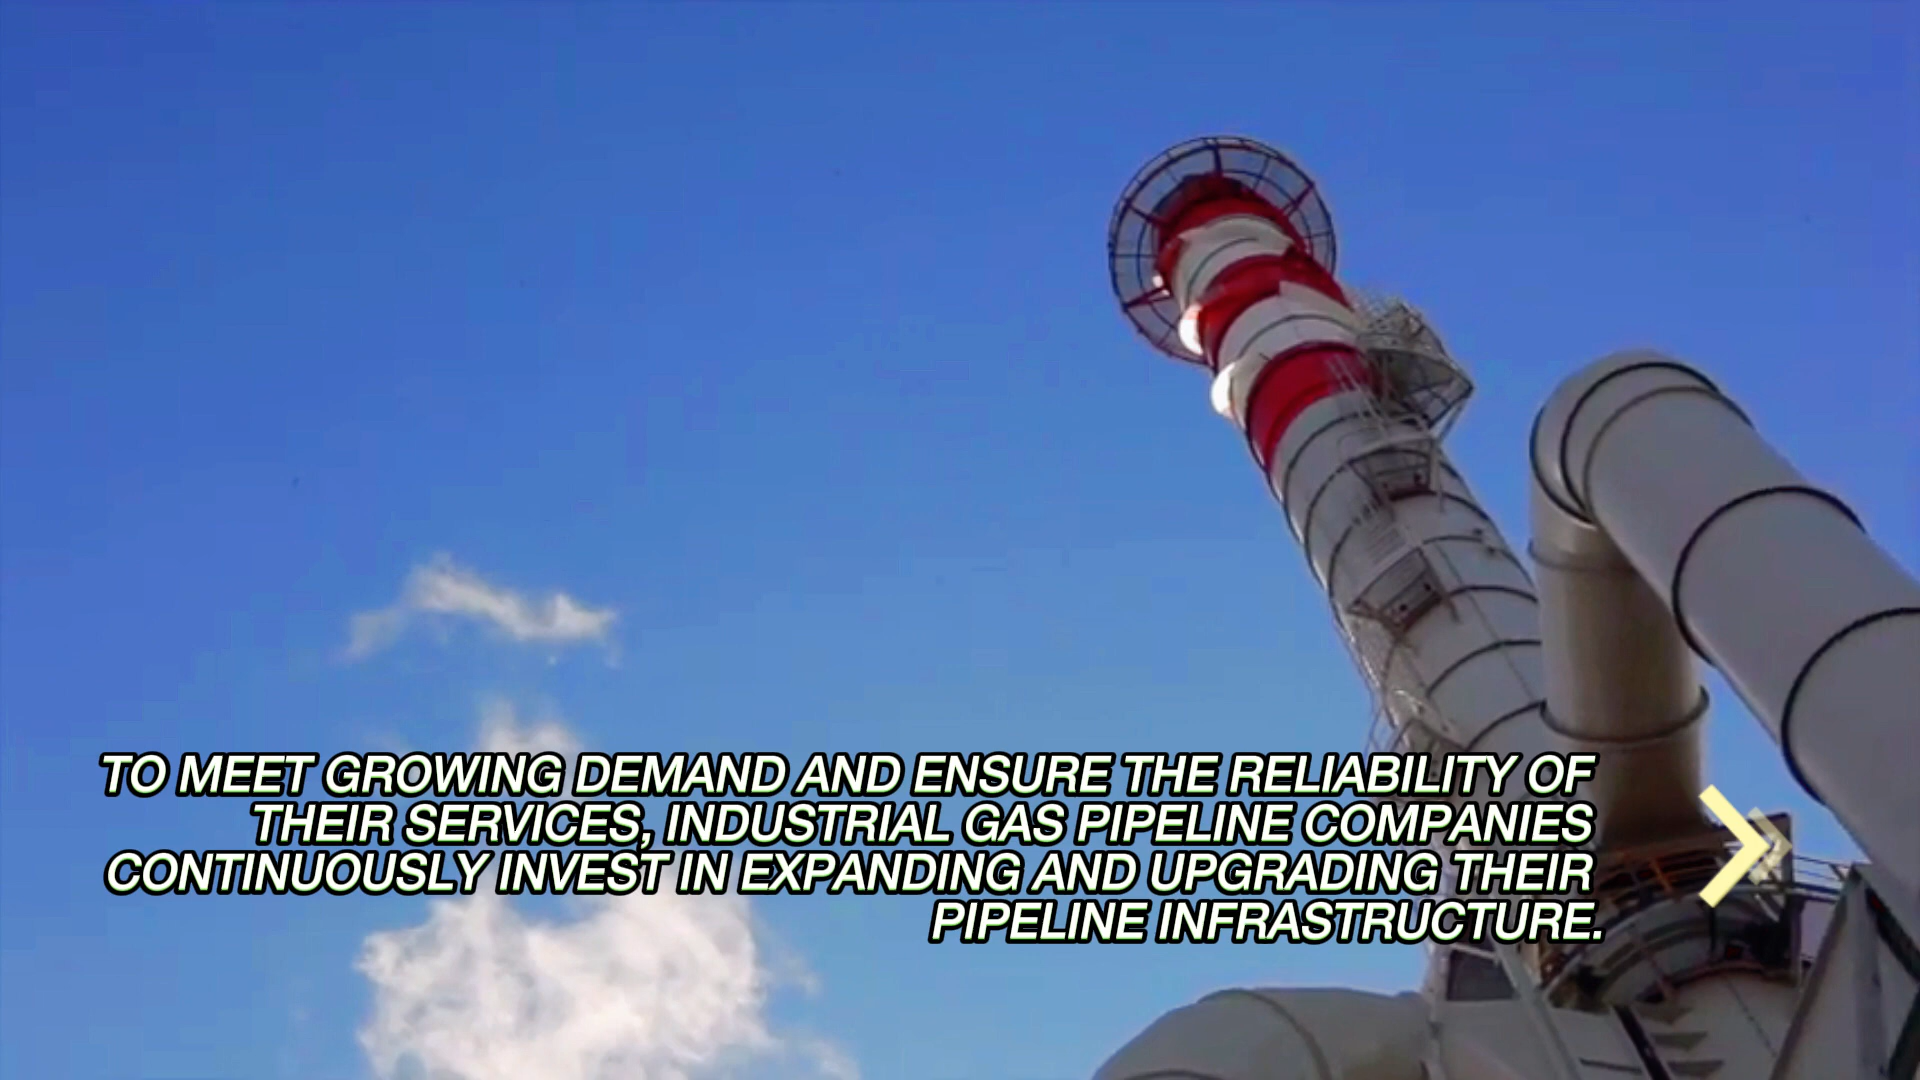 TO MEET GROWING DEMAND AND ENSURE THE RELIABILITY OF
THEIR SERVICES, INDUSTRIAL GAS PIPELINE COMPANIES
CONTINUOUSLY INVEST IN EXPANDING AND UPGRADING THEIR
PIPELINE INFRASTRUCTURE.